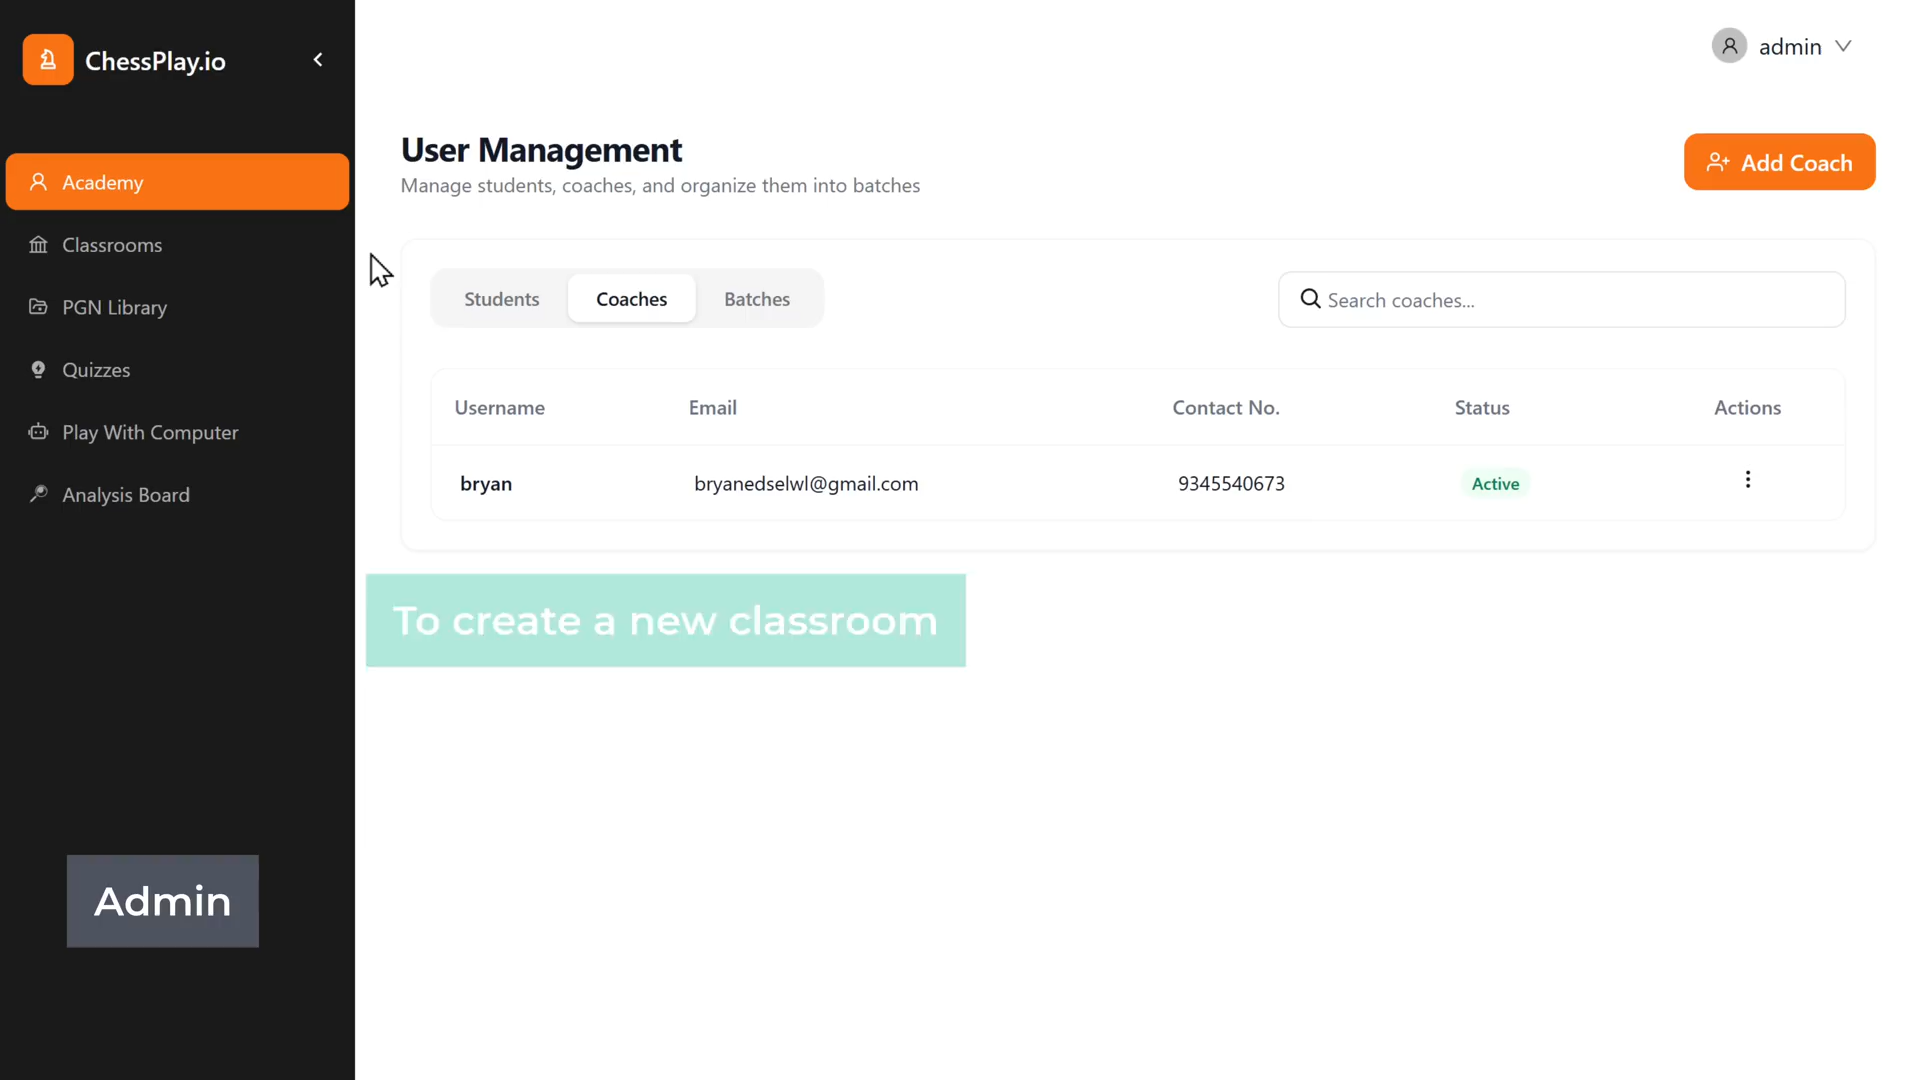 ChessPlay.io
admin
Academy
Classrooms
PGN Library
Quizzes
Play With Computer
Analysis Board
Admin
User Management
Manage students, coaches, and organize them into batches
Add Coach
Students Coaches Batches
Search coaches...
Username Email Contact No. Status Actions
bryan bryanedselwl@gmail.com 9345540673 Active
To create a new classroom